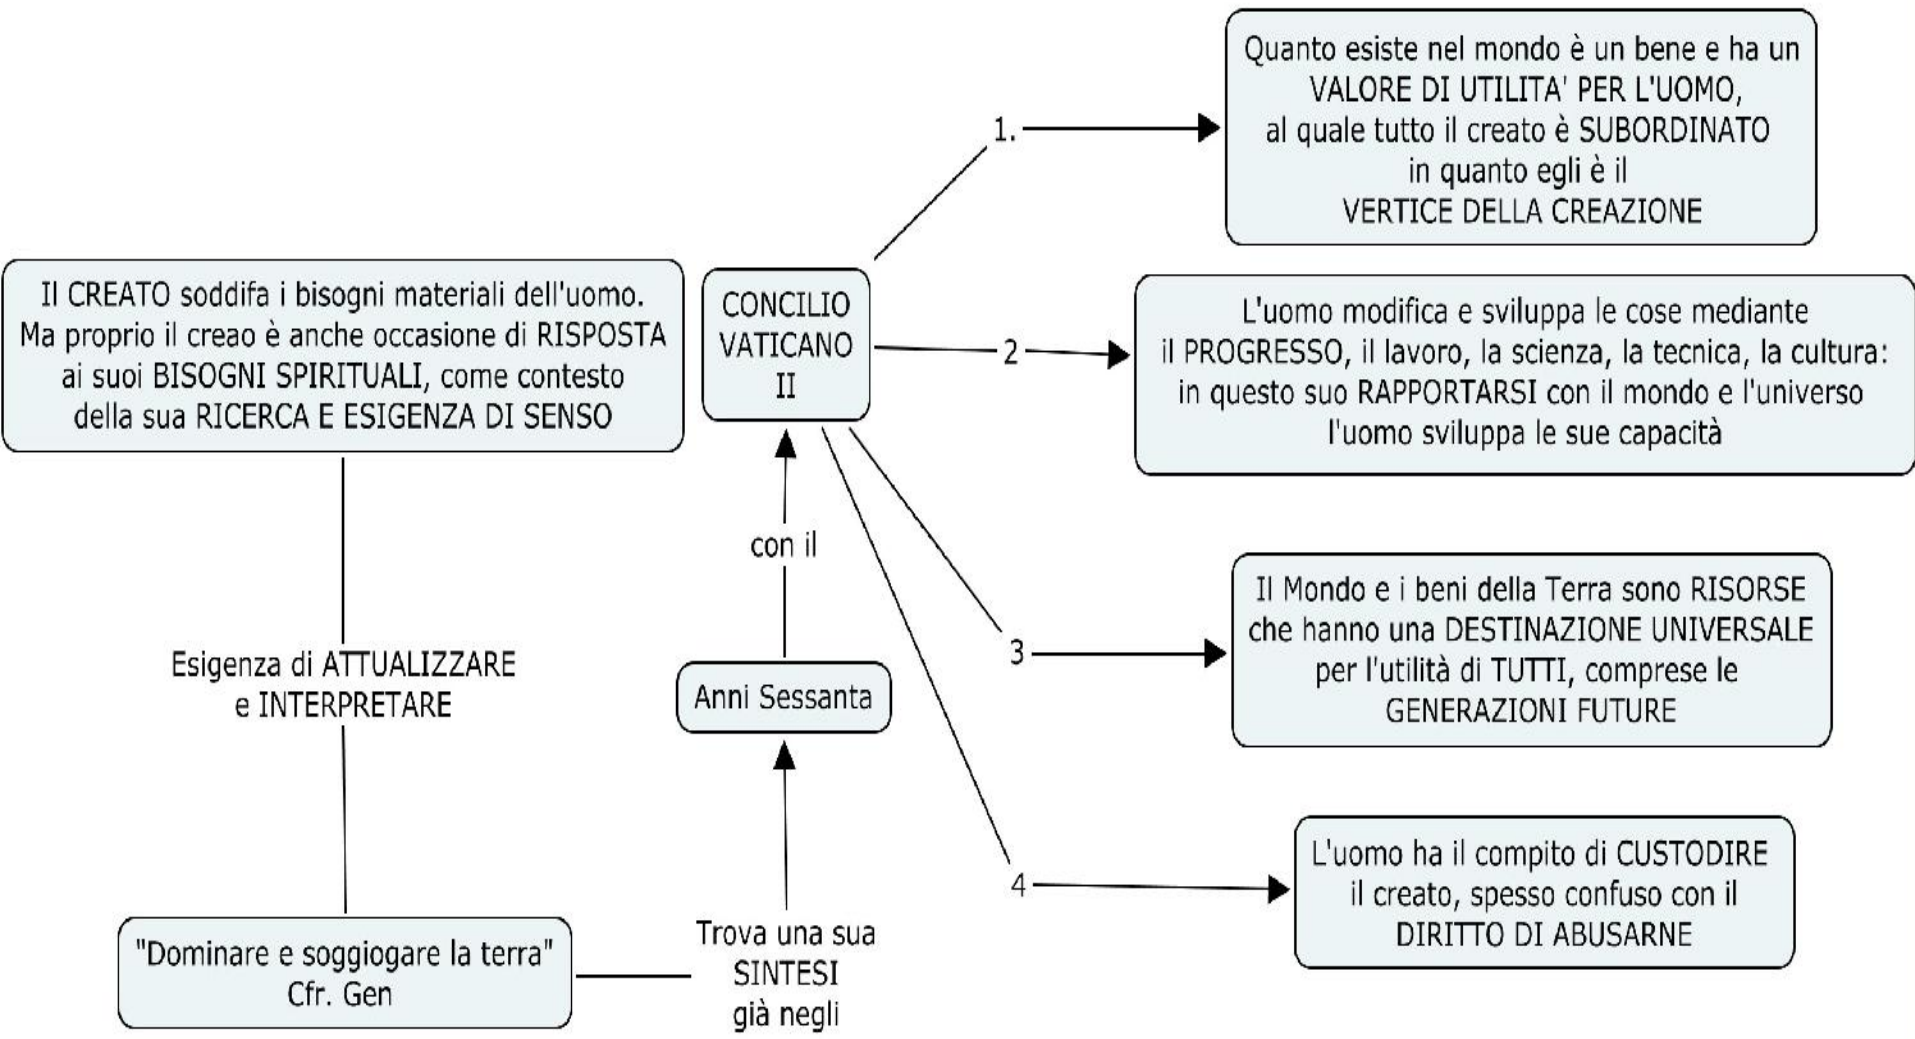 Il CREATO soddifa i bisogni materiali dell'uomo.
Ma proprio il creao è anche occasione di RISPOSTA
ai suoi BISOGNI SPIRITUALI, come contesto
della sua RICERCA E ESIGENZA DI SENSO
Esigenza di ATTUALIZZARE
e INTERPRETARE
"Dominare e soggiogare la terra"
Cfr. Gen
Trova una sua
SINTESI
già negli
Anni Sessanta
con il
CONCILIO
VATICANO
II
1.
Quanto esiste nel mondo è un bene e ha un
VALORE DI UTILITA' PER L'UOMO,
al quale tutto il creato è SUBORDINATO
in quanto egli è il
VERTICE DELLA CREAZIONE
2
L'uomo modifica e sviluppa le cose mediante
il PROGRESSO, il lavoro, la scienza, la tecnica, la cultura:
in questo suo RAPPORTARSI con il mondo e l'universo
l'uomo sviluppa le sue capacità
3
Il Mondo e i beni della Terra sono RISORSE
che hanno una DESTINAZIONE UNIVERSALE
per l'utilità di TUTTI, comprese le
GENERAZIONI FUTURE
4
L'uomo ha il compito di CUSTODIRE
il creato, spesso confuso con il
DIRITTO DI ABUSARNE